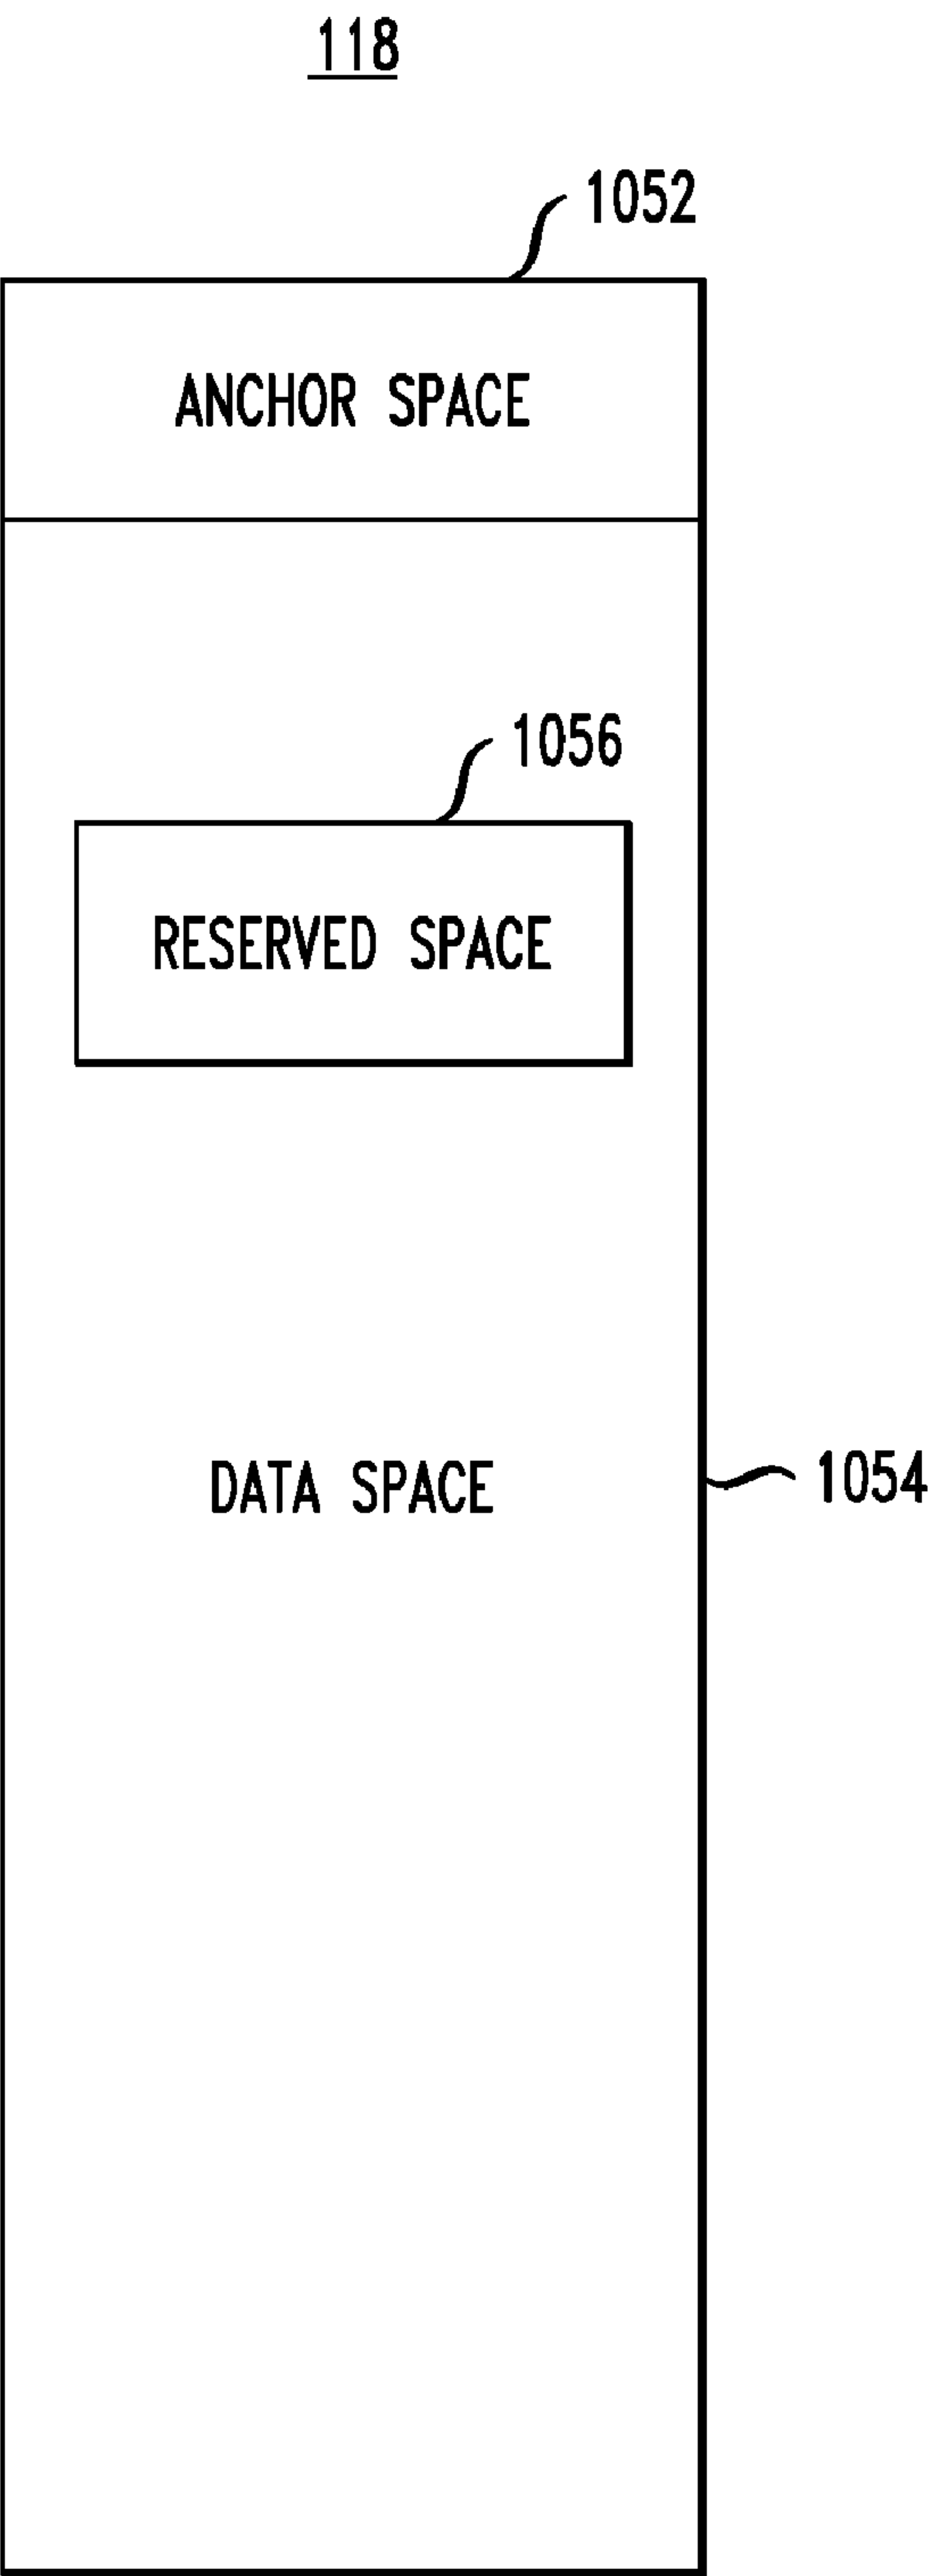 118
1052
ANCHOR SPACE
1056
RESERVED SPACE
DATA SPACE
1054